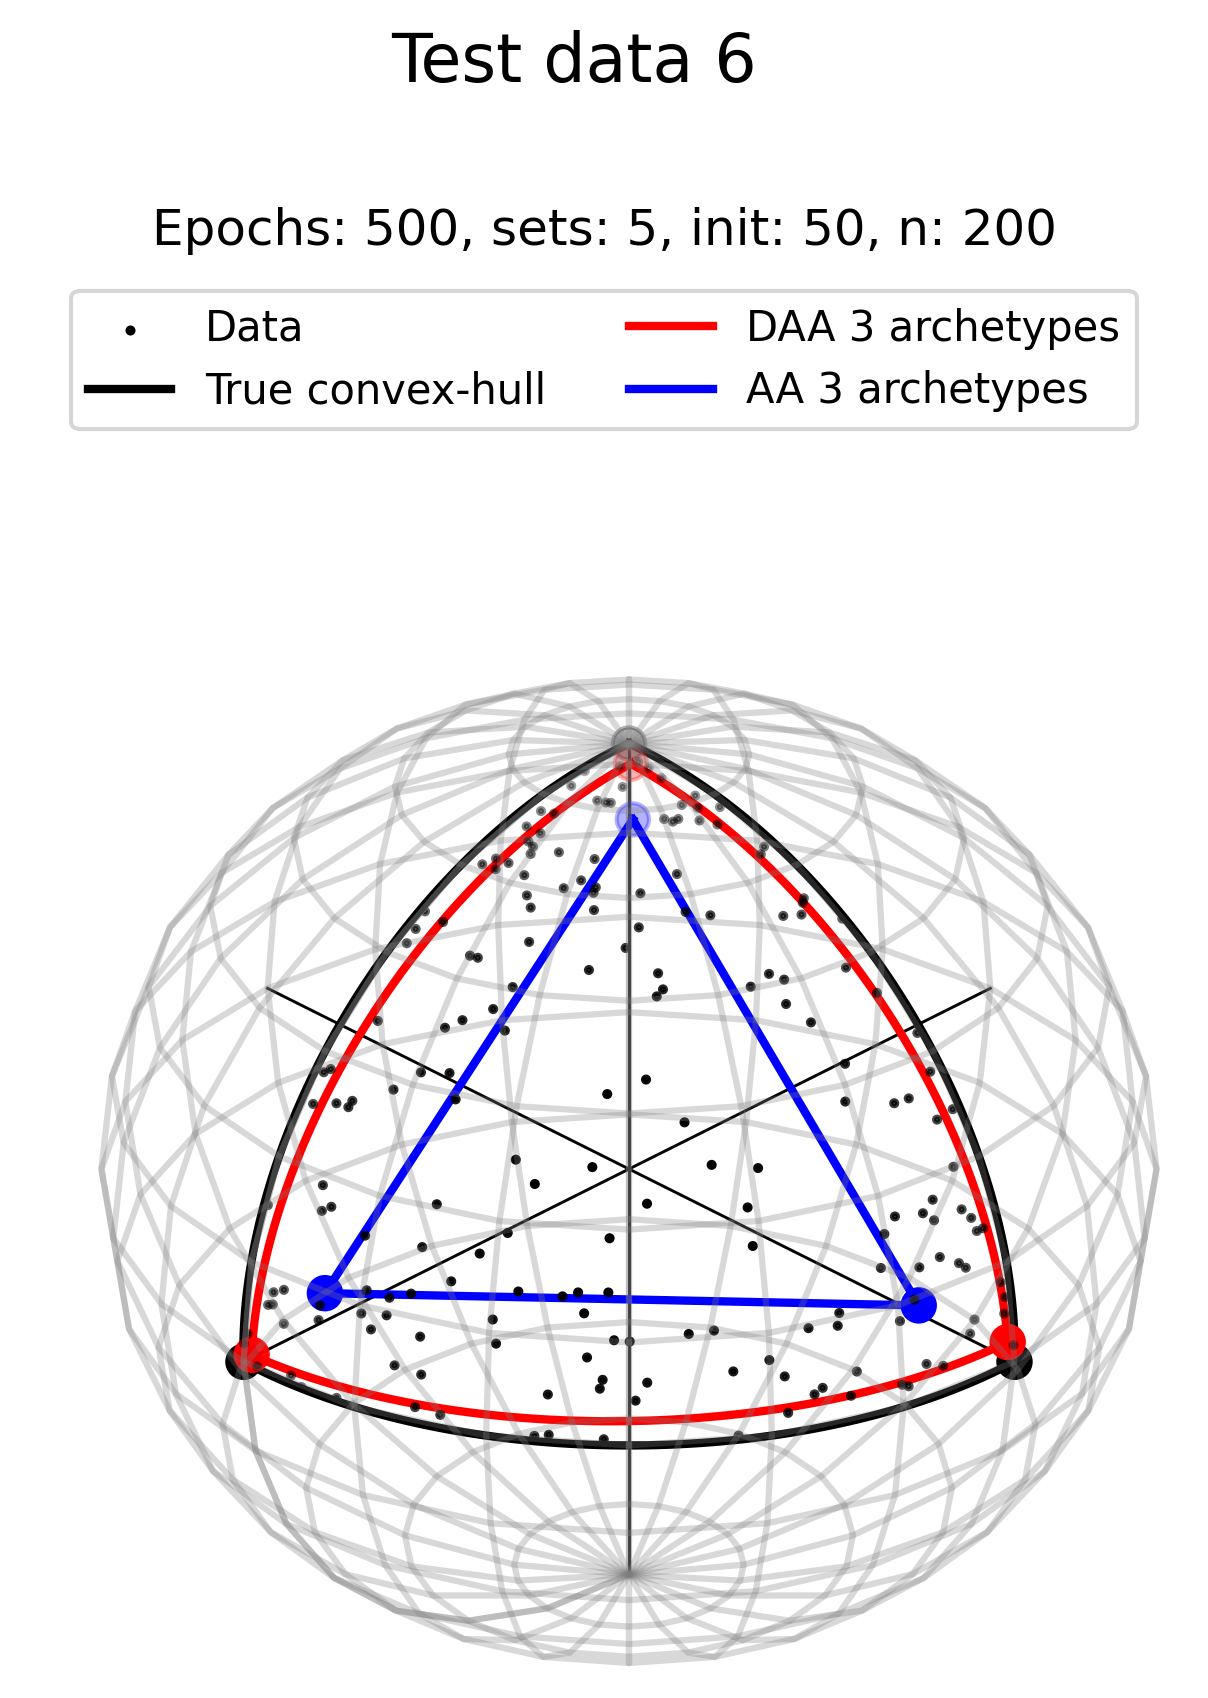 Test data 6
Epochs: 500, sets: 5, init: 50, n: 200
Data
True convex-hull
DAA 3 archetypes
AA 3 archetypes